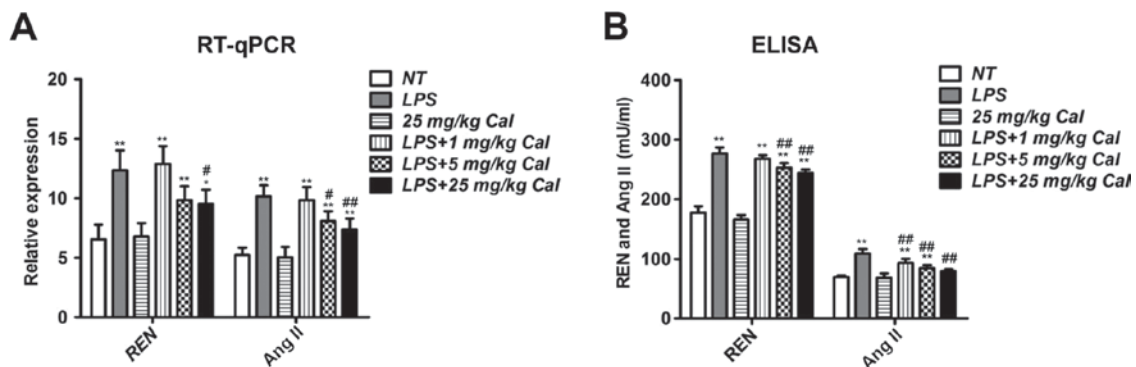 A
RT-qPCR
Relative expression
20
15
10
5
0
** ** ** * #
** ** ** # ** ##
REN
Ang II
NT
LPS
25 mg/kg Cal
LPS+1 mg/kg Cal
LPS+5 mg/kg Cal
LPS+25 mg/kg Cal
B
ELISA
REN and Ang II (mU/ml)
400
300
200
100
0
** ** ## ** ## **
** ## ** ## ** ##
REN
Ang II
NT
LPS
25 mg/kg Cal
LPS+1 mg/kg Cal
LPS+5 mg/kg Cal
LPS+25 mg/kg CaM